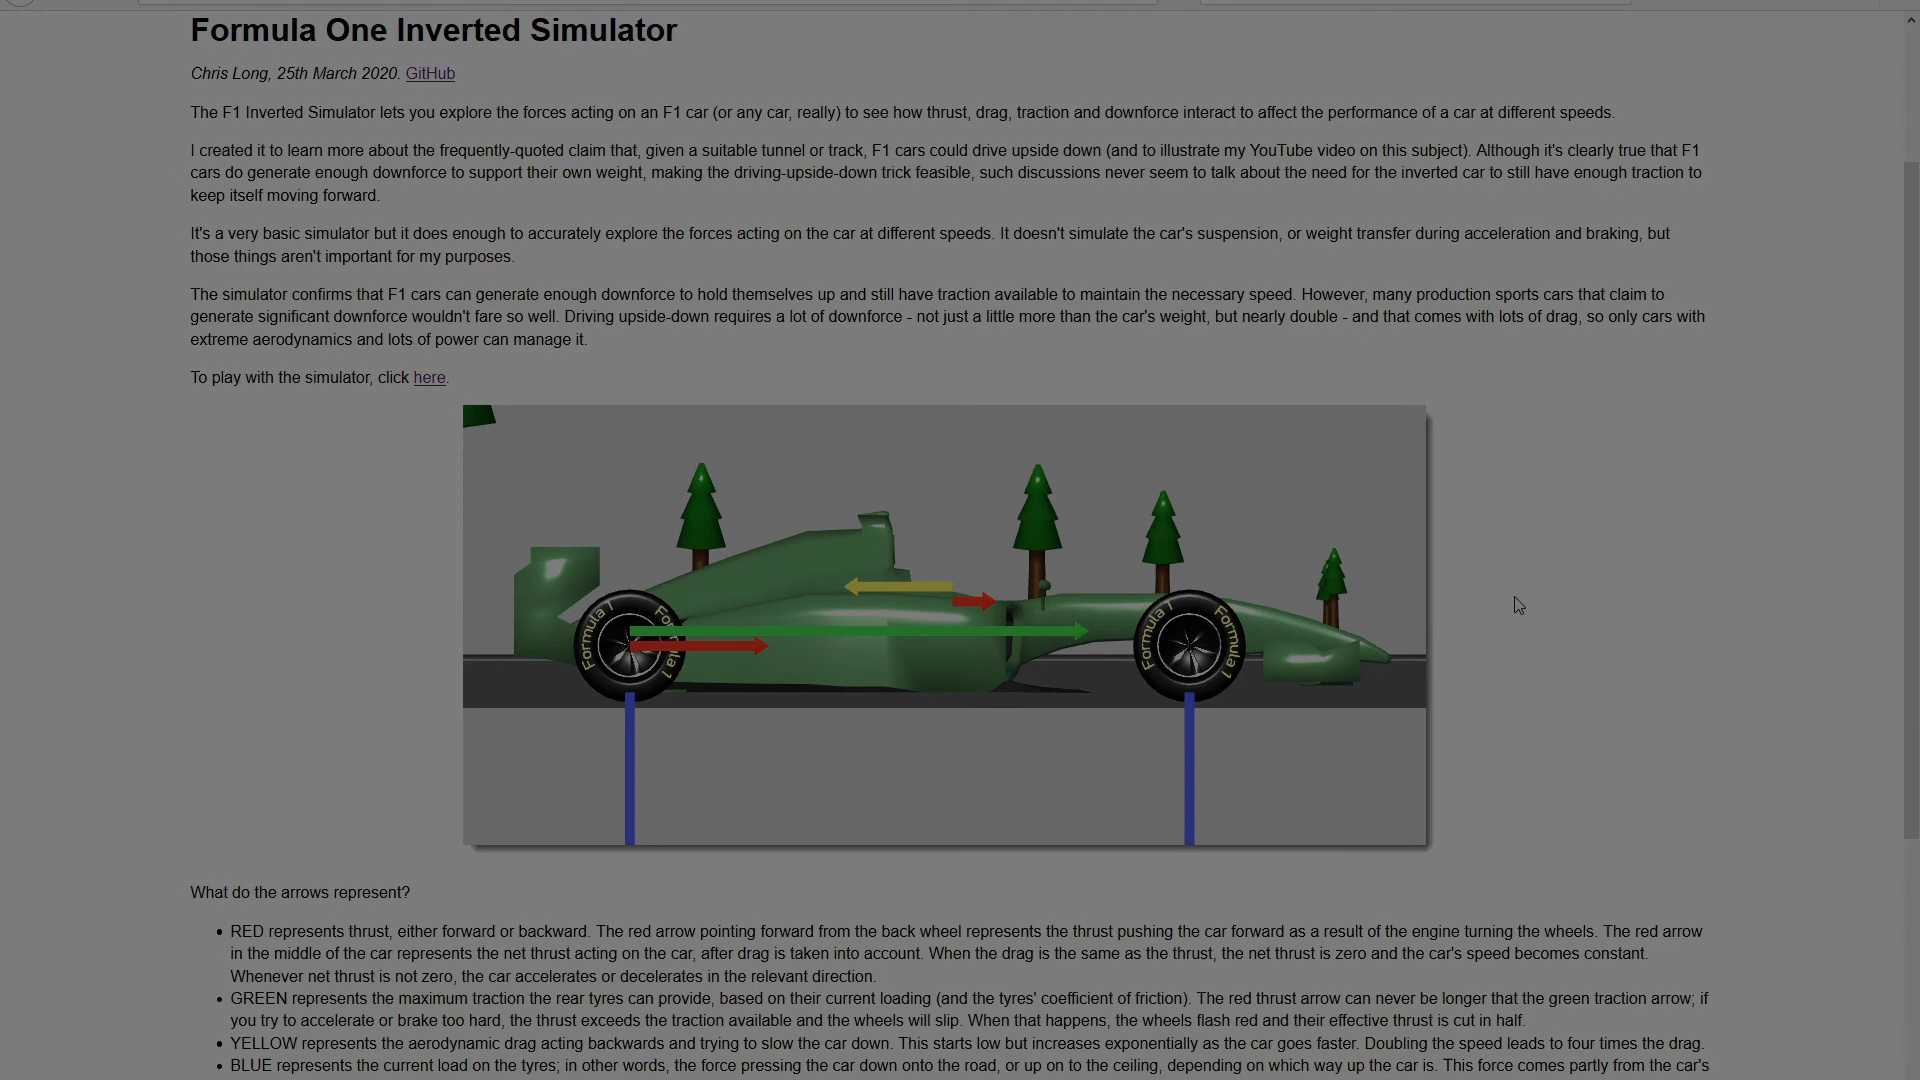 Formula One Inverted Simulator
Chris Long, 25th March 2020. GitHub
The F1 Inverted Simulator lets you explore the forces acting on an F1 car (or any car, really) to see how thrust, drag, traction and downforce interact to affect the performance of a car at different speeds.
I created it to learn more about the frequently-quoted claim that, given a suitable tunnel or track, F1 cars could drive upside down (and to illustrate my YouTube video on this subject). Although it's clearly true that F1
cars do generate enough downforce to support their own weight, making the driving-upside-down trick feasible, such discussions never seem to talk about the need for the inverted car to still have enough traction to
keep itself moving forward.
It's a very basic simulator but it does enough to accurately explore the forces acting on the car at different speeds. It doesn't simulate the car's suspension, or weight transfer during acceleration and braking, but
those things aren't important for my purposes.
The simulator confirms that F1 cars can generate enough downforce to hold themselves up and still have traction available to maintain the necessary speed. However, many production sports cars that claim to
generate significant downforce wouldn't fare so well. Driving upside-down requires a lot of downforce - not just a little more than the car's weight, but nearly double - and that comes with lots of drag, so only cars with
extreme aerodynamics and lots of power can manage it.
To play with the simulator, click here.
Formula 1
Formula 1
Formula 1
Formula 1
What do the arrows represent?
• RED represents thrust, either forward or backward. The red arrow pointing forward from the back wheel represents the thrust pushing the car forward as a result of the engine turning the wheels. The red arrow
in the middle of the car represents the net thrust acting on the car, after drag is taken into account. When the drag is the same as the thrust, the net thrust is zero and the car's speed becomes constant.
Whenever net thrust is not zero, the car accelerates or decelerates in the relevant direction.
• GREEN represents the maximum traction the rear tyres can provide, based on their current loading (and the tyres' coefficient of friction). The red thrust arrow can never be longer that the green traction arrow; if
you try to accelerate or brake too hard, the thrust exceeds the traction available and the wheels will slip. When that happens, the wheels flash red and their effective thrust is cut in half.
• YELLOW represents the aerodynamic drag acting backwards and trying to slow the car down. This starts low but increases exponentially as the car goes faster. Doubling the speed leads to four times the drag.
• BLUE represents the current load on the tyres; in other words, the force pressing the car down onto the road, or up on to the ceiling, depending on which way up the car is. This force comes partly from the car's